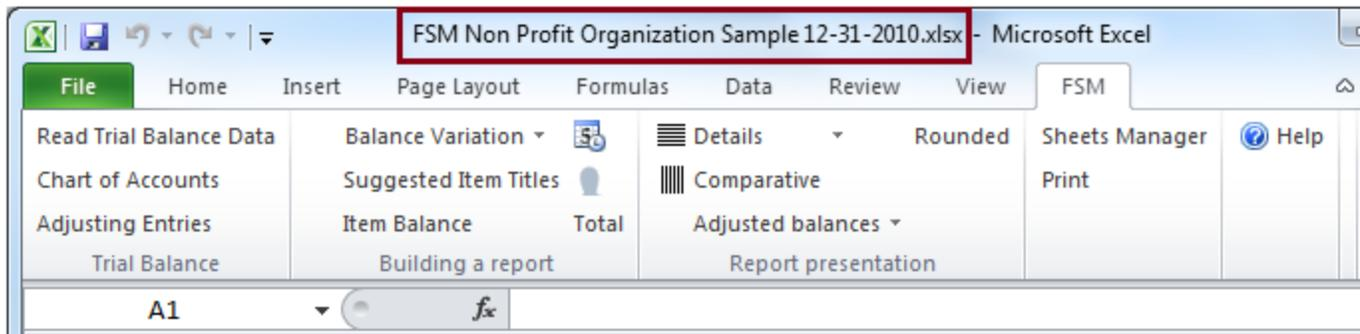 FSM Non Profit Organization Sample 12-31-2010.xlsx - Microsoft Excel
File Home Insert Page Layout Formulas Data Review View FSM
Read Trial Balance Data Balance Variation Details Rounded Sheets Manager Help
Chart of Accounts Suggested Item Titles Comparative Print
Adjusting Entries Item Balance Total Adjusted balances
Trial Balance Building a report Report presentation
A1 fx